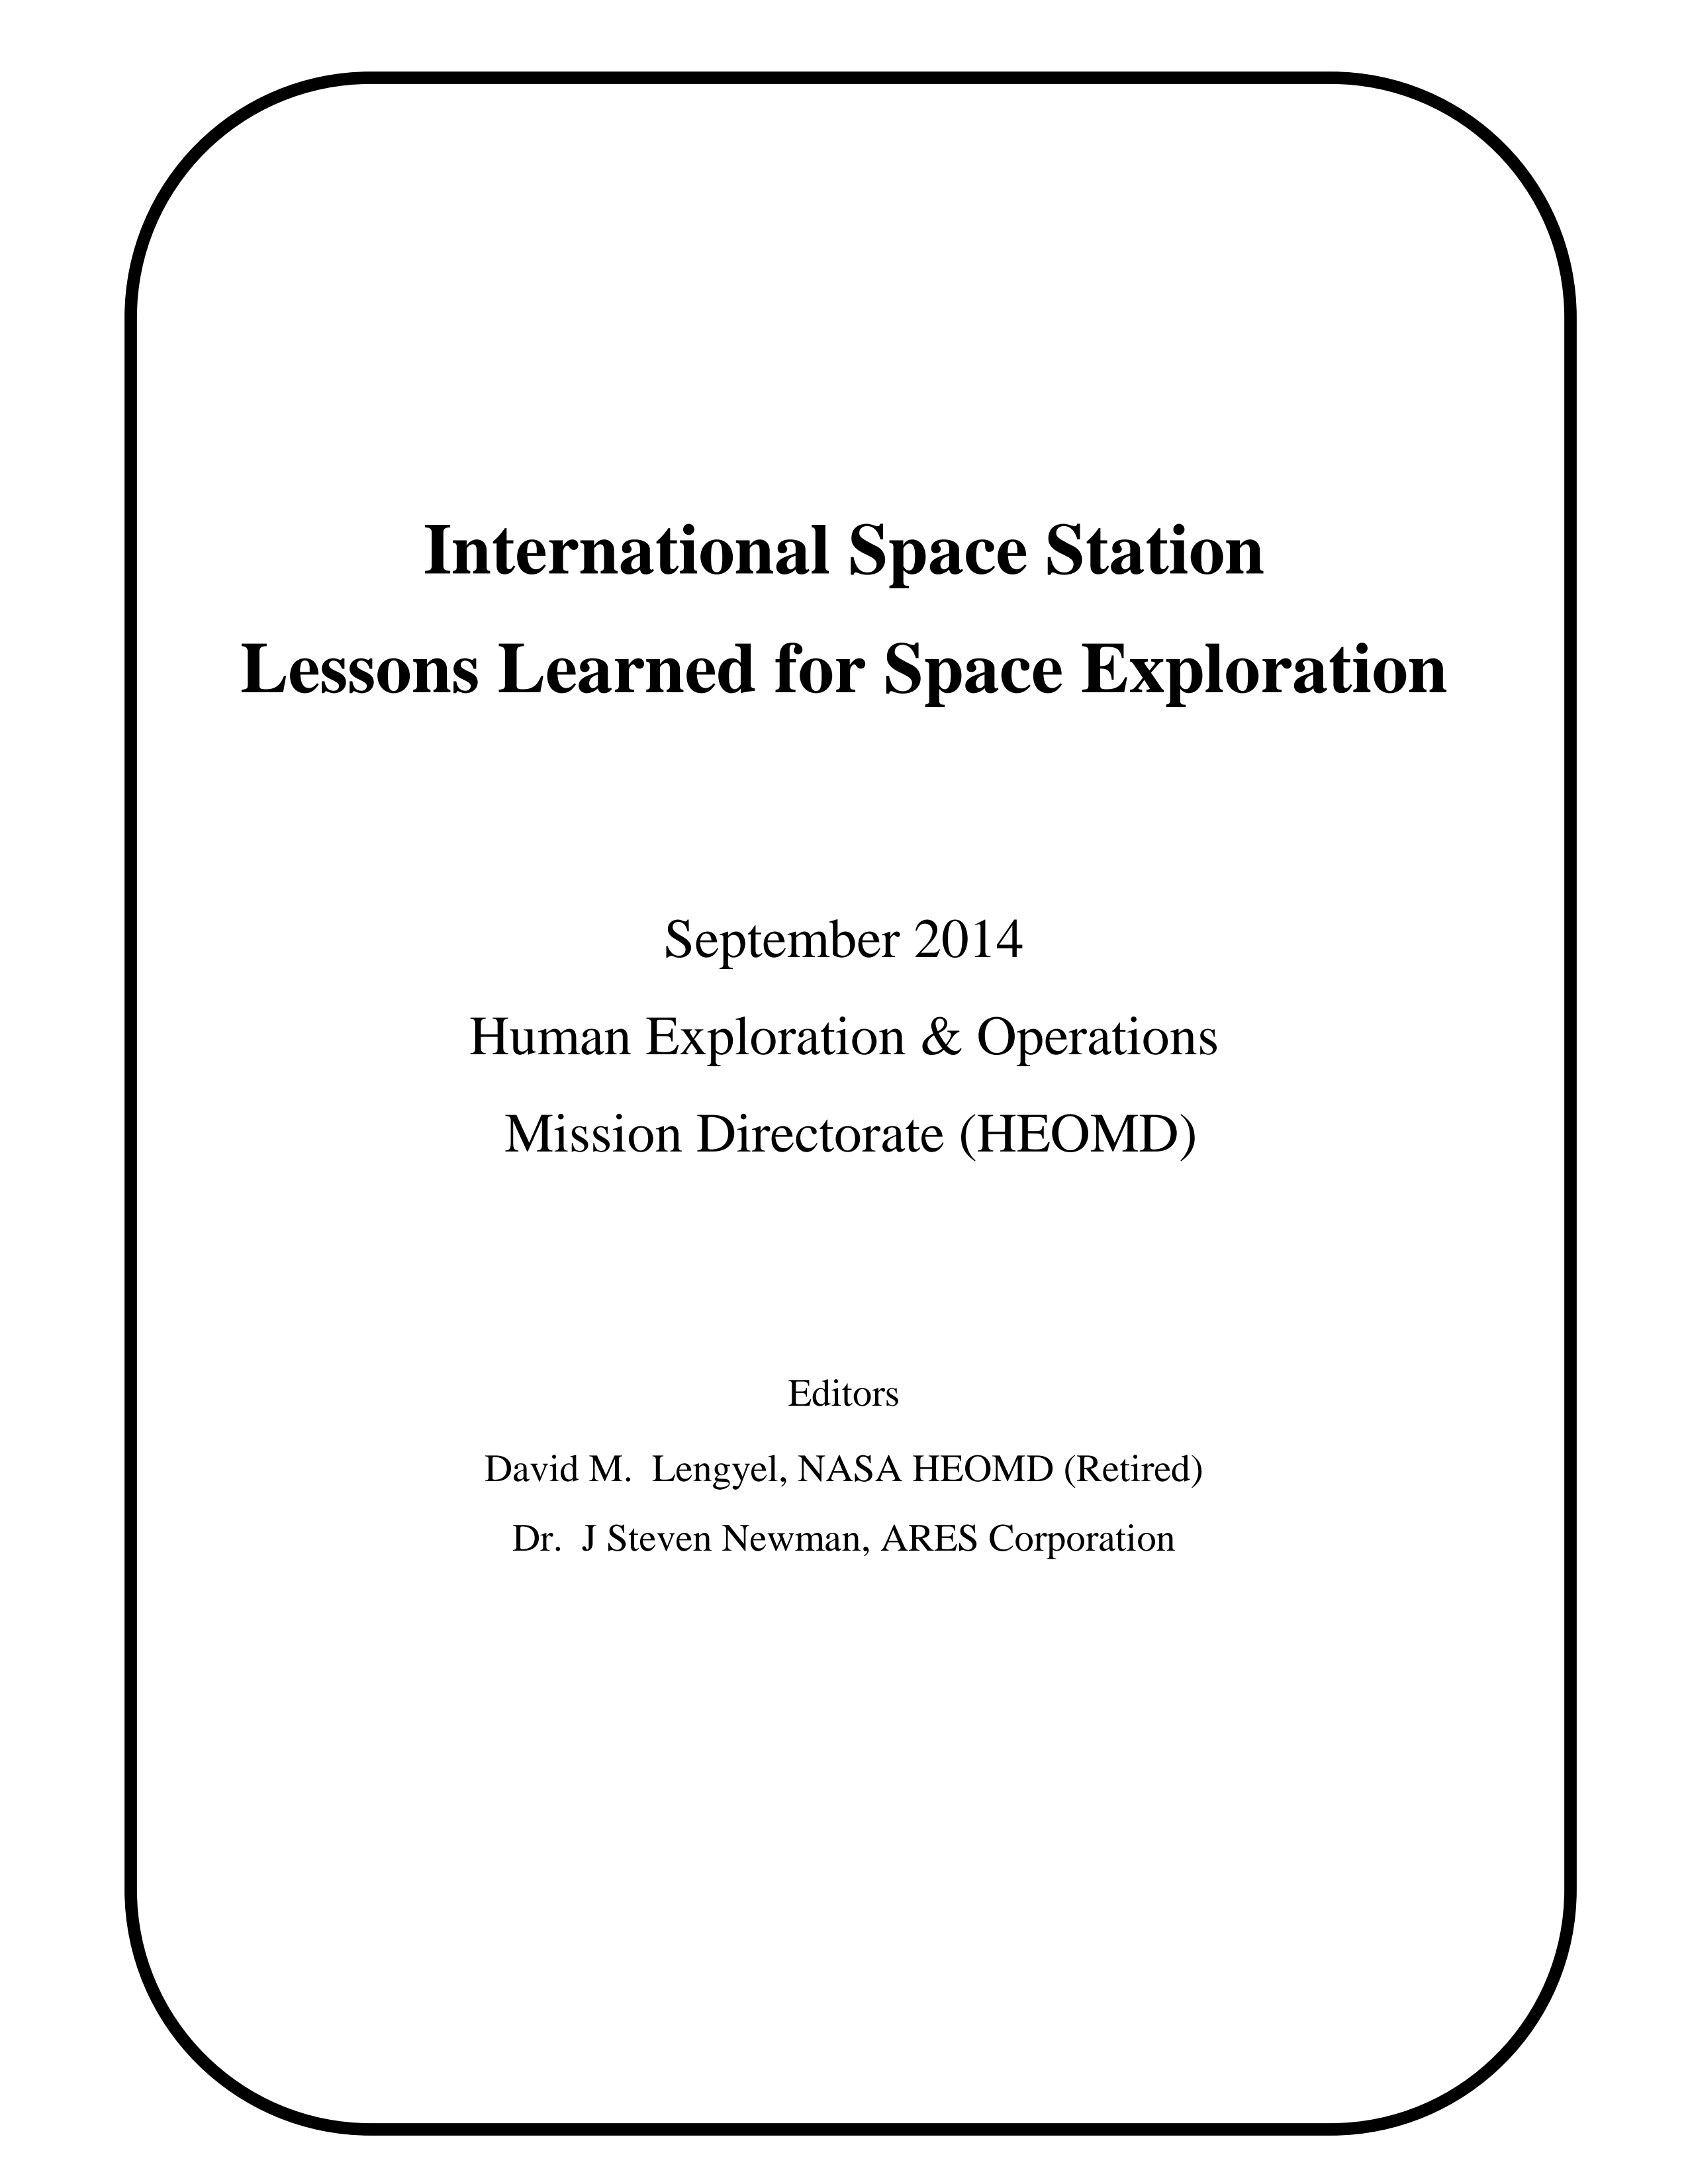 International Space Station
Lessons Learned for Space Exploration
September 2014
Human Exploration & Operations
Mission Directorate (HEOMD)
Editors
David M.  Lengyel, NASA HEOMD (Retired)
Dr.  J Steven Newman, ARES Corporation